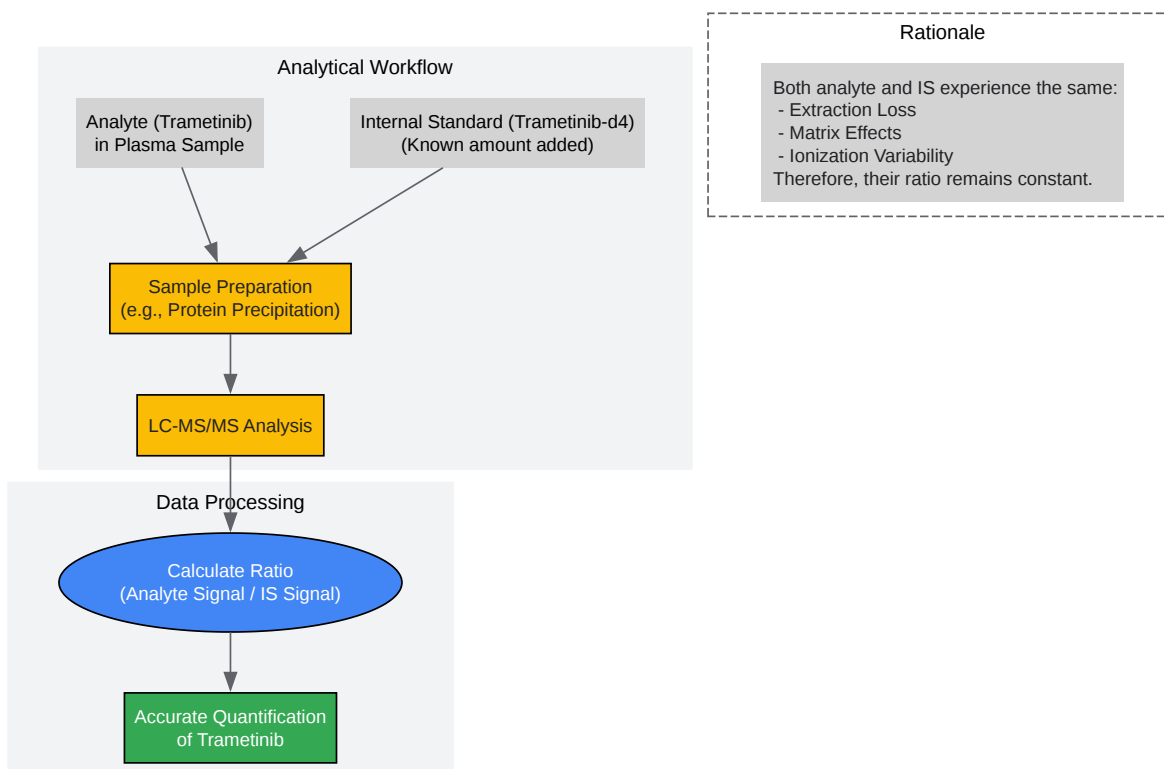 Rationale
Both analyte and IS experience the same:
- Extraction Loss
- Matrix Effects
- Ionization Variability
Therefore, their ratio remains constant.
Analytical Workflow
Analyte (Trametinib)
in Plasma Sample
Internal Standard (Trametinib-d4)
(Known amount added)
Sample Preparation
(e.g., Protein Precipitation)
LC-MS/MS Analysis
Data Processing
Calculate Ratio
(Analyte Signal / IS Signal)
Accurate Quantification
of Trametinib